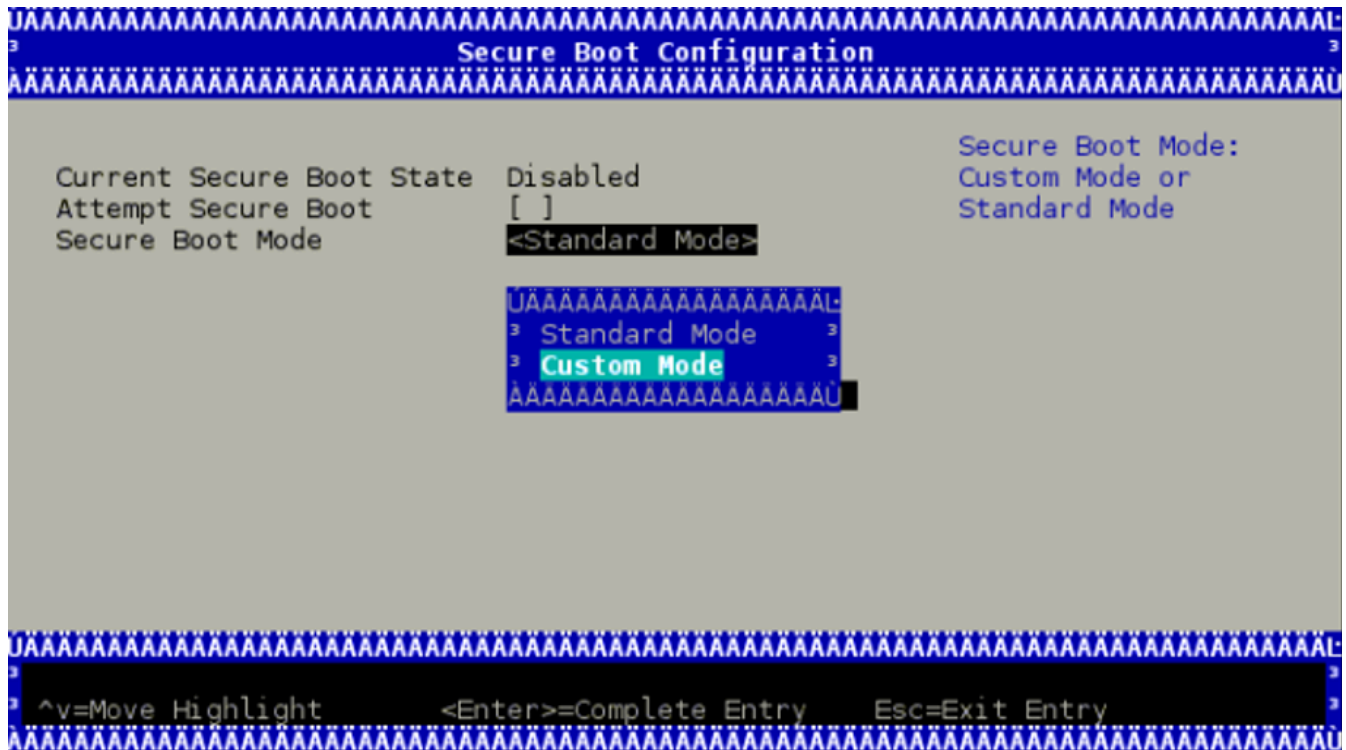 Secure Boot Configuration
Secure Boot Mode:
Current Secure Boot State Disabled Custom Mode or
Attempt Secure Boot [ ] Standard Mode
Secure Boot Mode <Standard Mode>
Standard Mode
Custom Mode
^v=Move Highlight <Enter>=Complete Entry Esc=Exit Entry